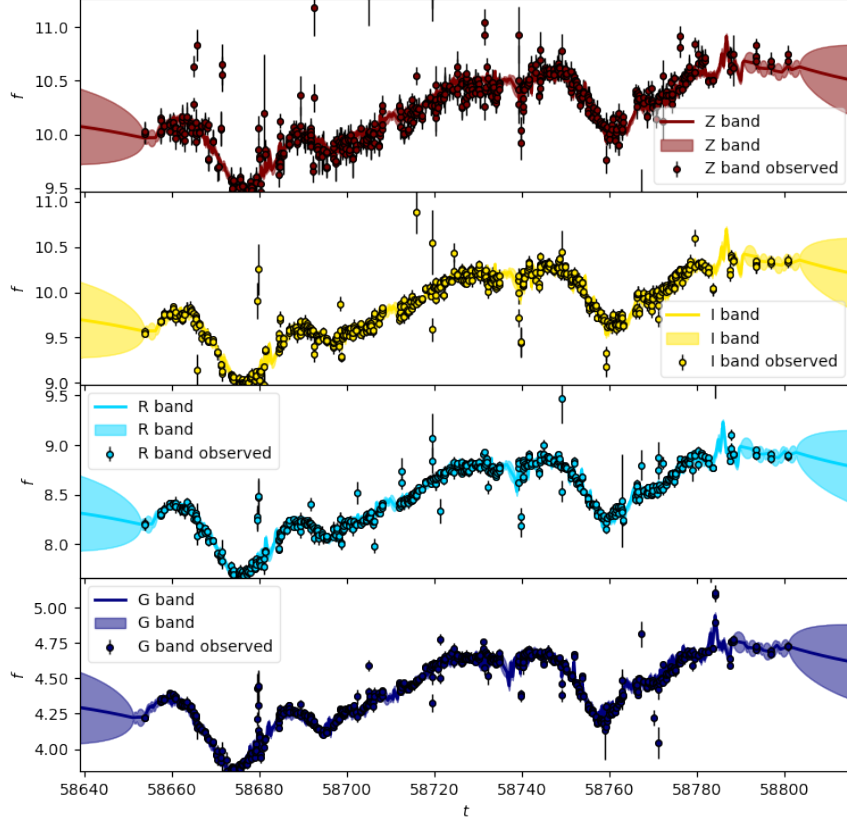 11.0
10.5
f
10.0
9.5
Z band
Z band
Z band observed
11.0
10.5
f
10.0
9.5
9.0
I band
I band
I band observed
9.5
9.0
f
8.5
8.0
R band
R band
R band observed
5.00
4.75
f
4.50
4.25
4.00
G band
G band
G band observed
58640 58660 58680 58700 58720 58740 58760 58780 58800
t